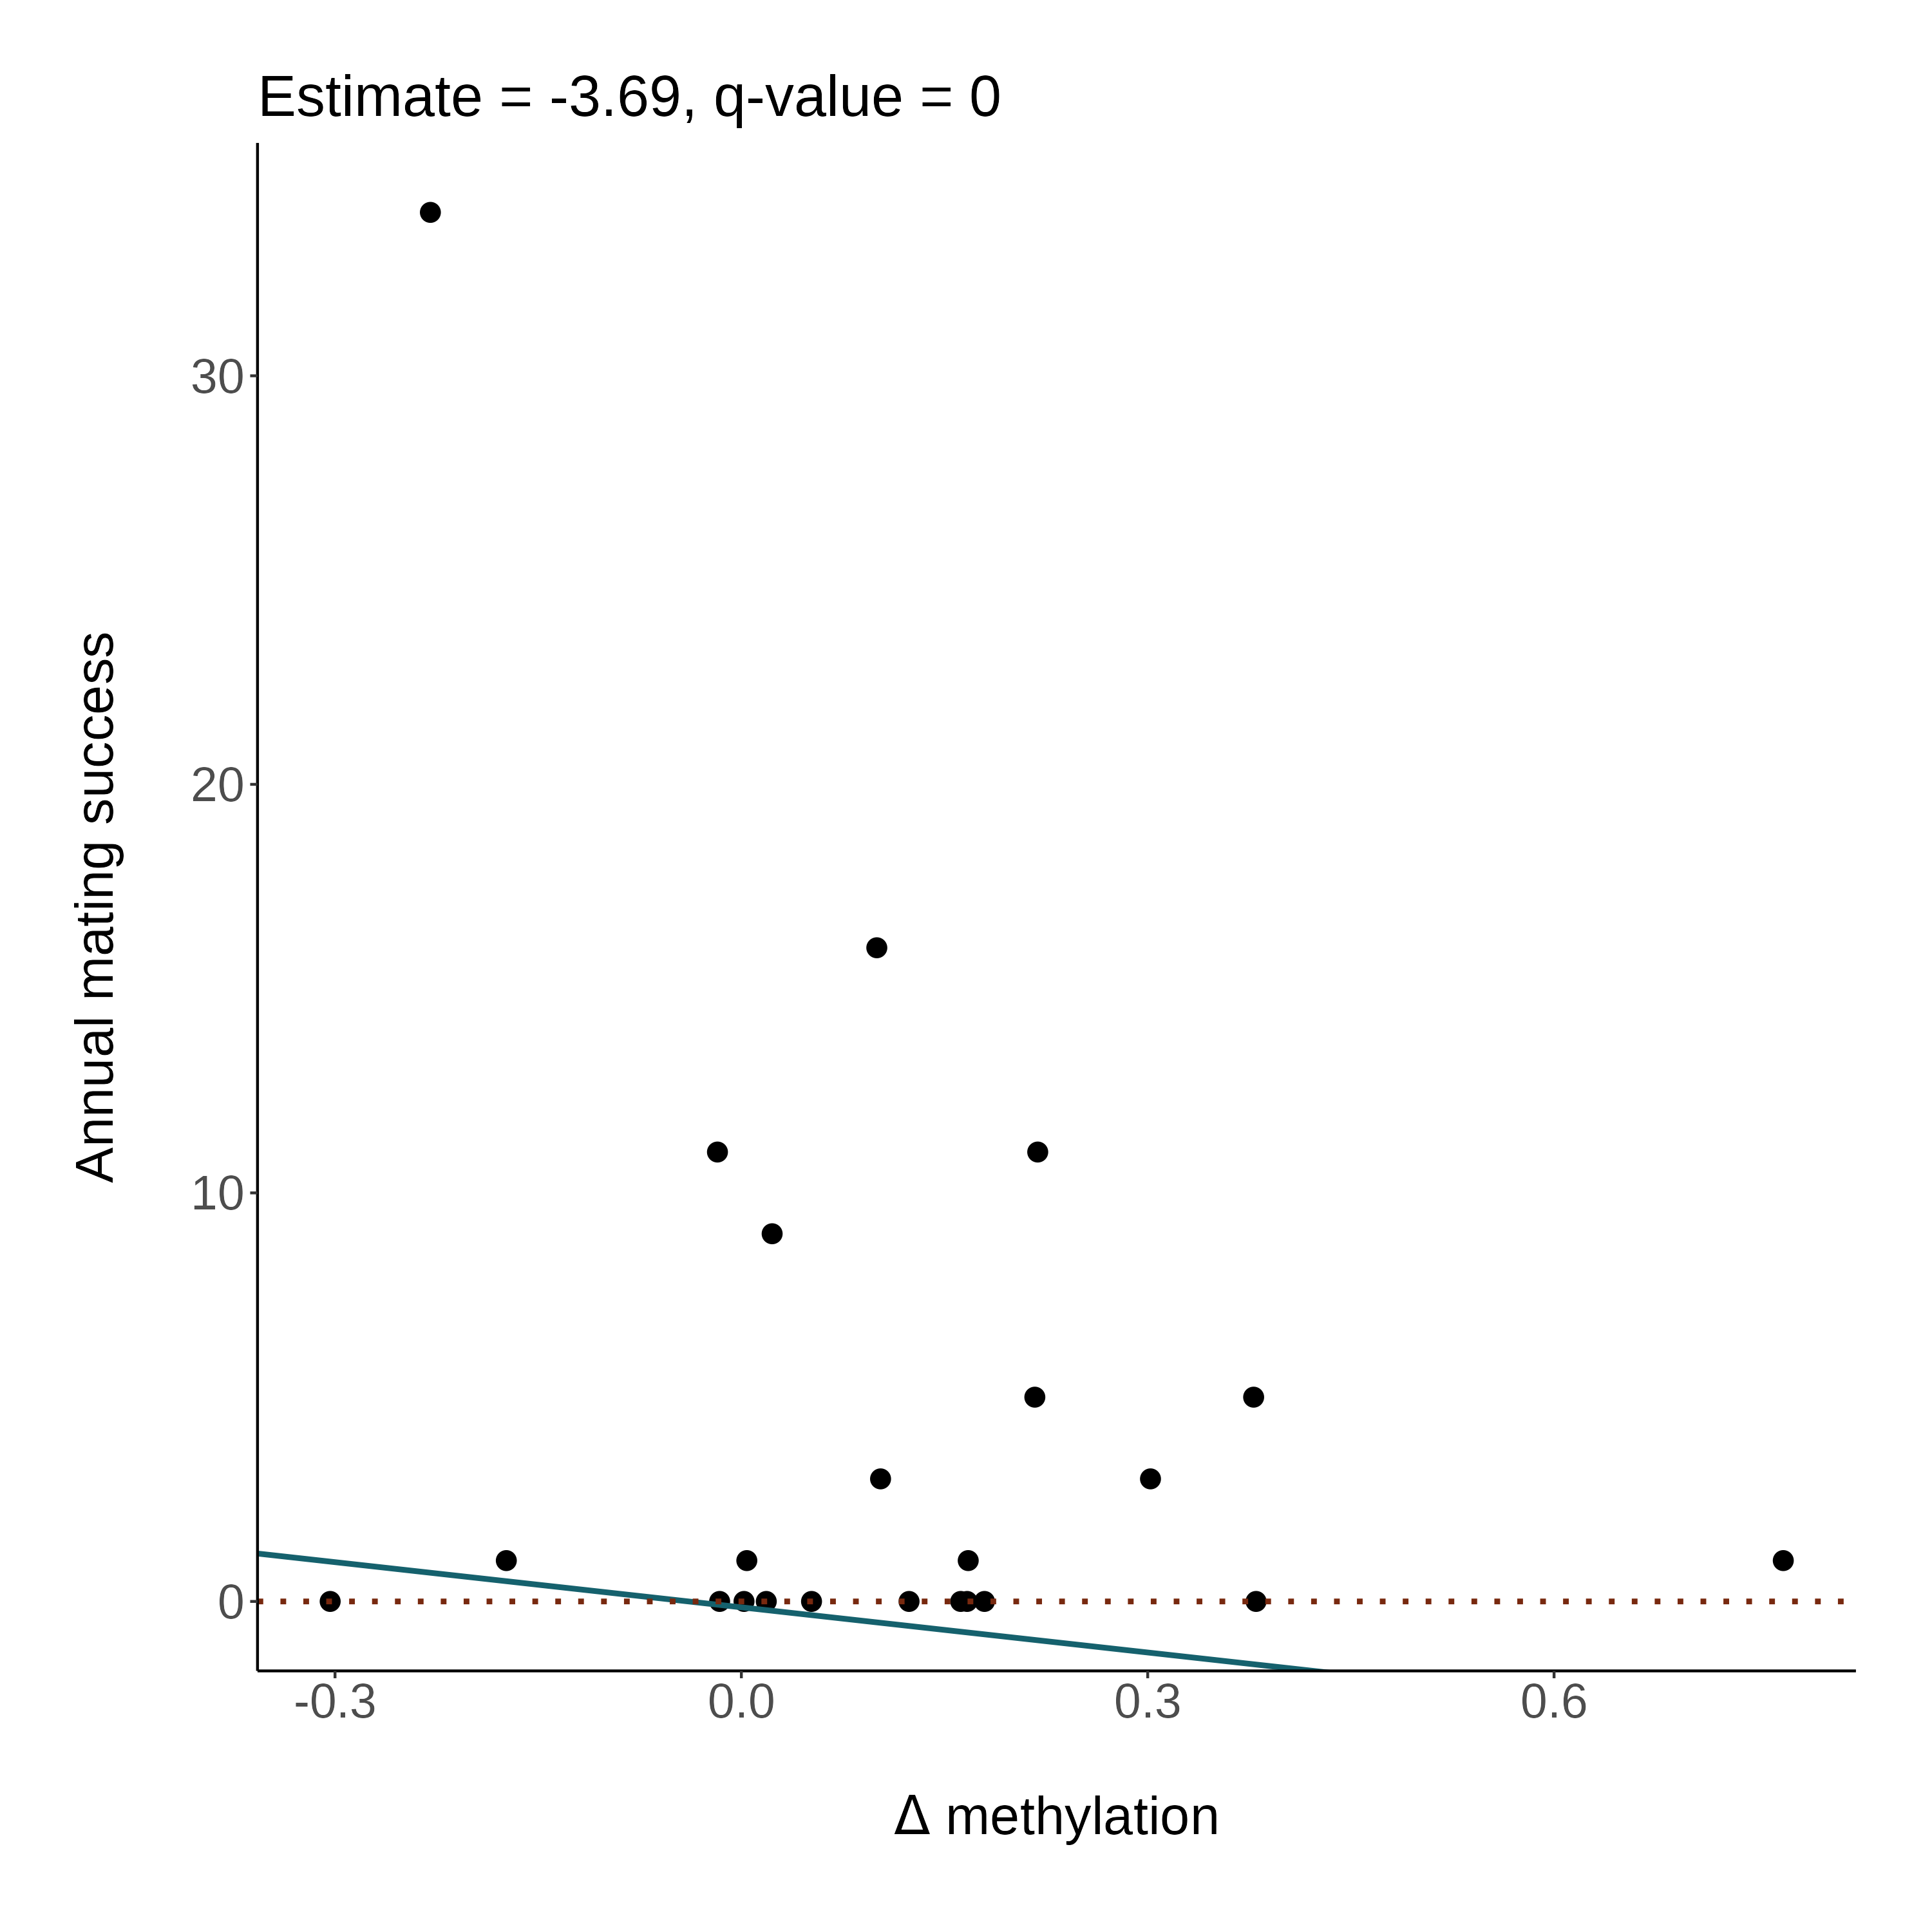 Estimate = -3.69, q-value = 0
Annual mating success
30
20
10
0
-0.3 0.0 0.3 0.6
Δ methylation